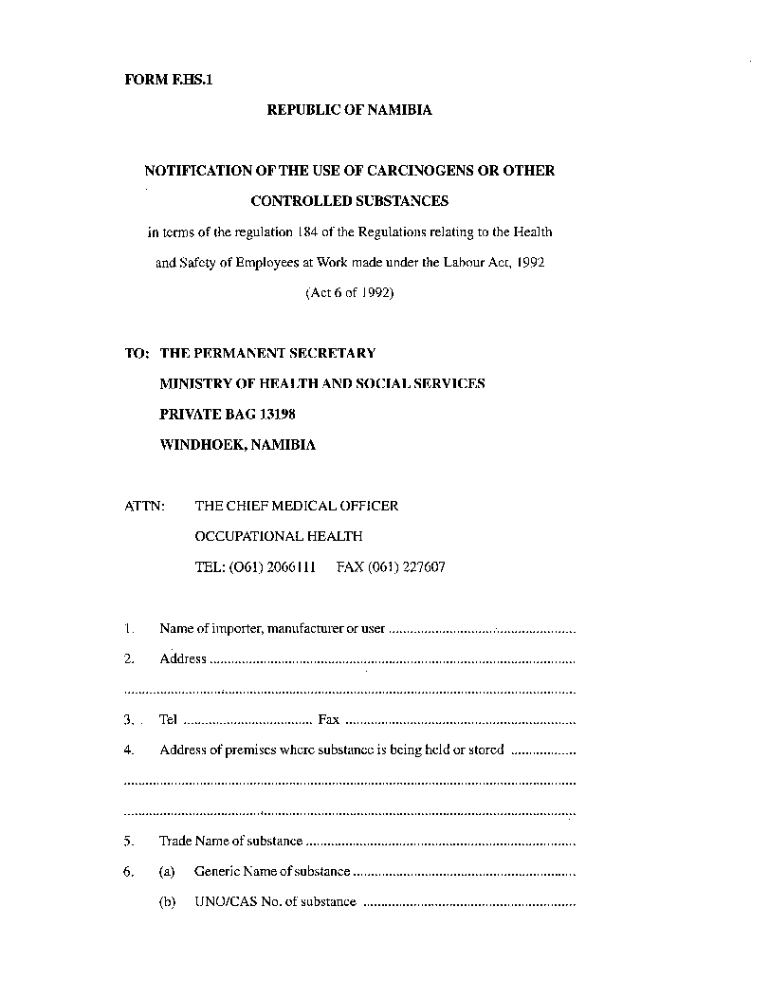 FORM F.HS.1
REPUBLIC OF NAMIBIA
NOTIFICATION OF THE USE OF CARCINOGENS OR OTHER
CONTROLLED SUBSTANCES
in terms of the regulation 184 of the Regulations relating to the Health
and Safety of Employees at Work made under the Labour Act, 1992
(Act 6 of 1992)
TO: THE PERMANENT SECRETARY
MINISTRY OF HEALTH AND SOCIAL SERVICES
PRIVATE BAG 13198
WINDHOEK, NAMIBIA
ATTN: THE CHIEF MEDICAL OFFICER
OCCUPATIONAL HEALTH
TEL: (O61) 2066111 FAX (061) 227607
1. Name of importer, manufacturer or user ....................................................
2. Address ......................................................................................................
..............................................................................................................................
3. Tel .................................... Fax ................................................................
4. Address of premises where substance is being held or stored ..................
..............................................................................................................................
..............................................................................................................................
5. Trade Name of substance ...........................................................................
6. (a) Generic Name of substance ..............................................................
(b) UNO/CAS No. of substance ...........................................................